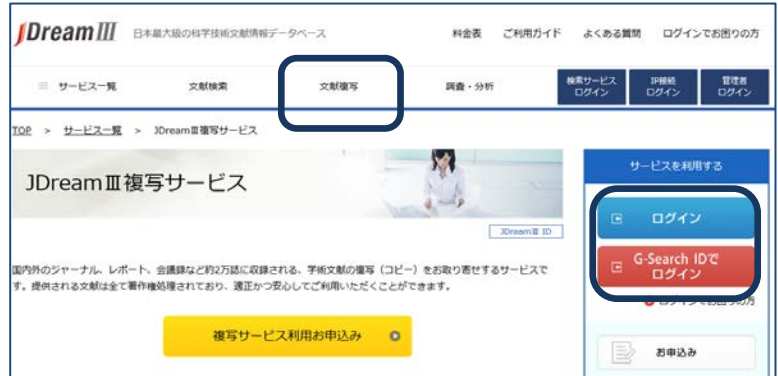 JDreamⅢ 日本最大級の科学技術文献情報データベース 料金表 ご利用ガイド よくある質問 ログインでお困りの方
サービス一覧 文献検索 文献複写 調査・分析 検索サービス ログイン IP接続 ログイン 管理者 ログイン
TOP > サービス一覧 > JDreamⅢ複写サービス
JDreamⅢ複写サービス
JDreamⅢ ID
国内外のジャーナル、レポート、会議録など約2万誌に収録される、学術文献の複写（コピー）をお取り寄せするサービスで
す。提供される文献は全て著作権処理されており、適正かつ安心してご利用いただくことができます。
複写サービス利用お申込み
サービスを利用する
ログイン
G-Search IDで
ログイン
ログインでお困りの方
お申込み